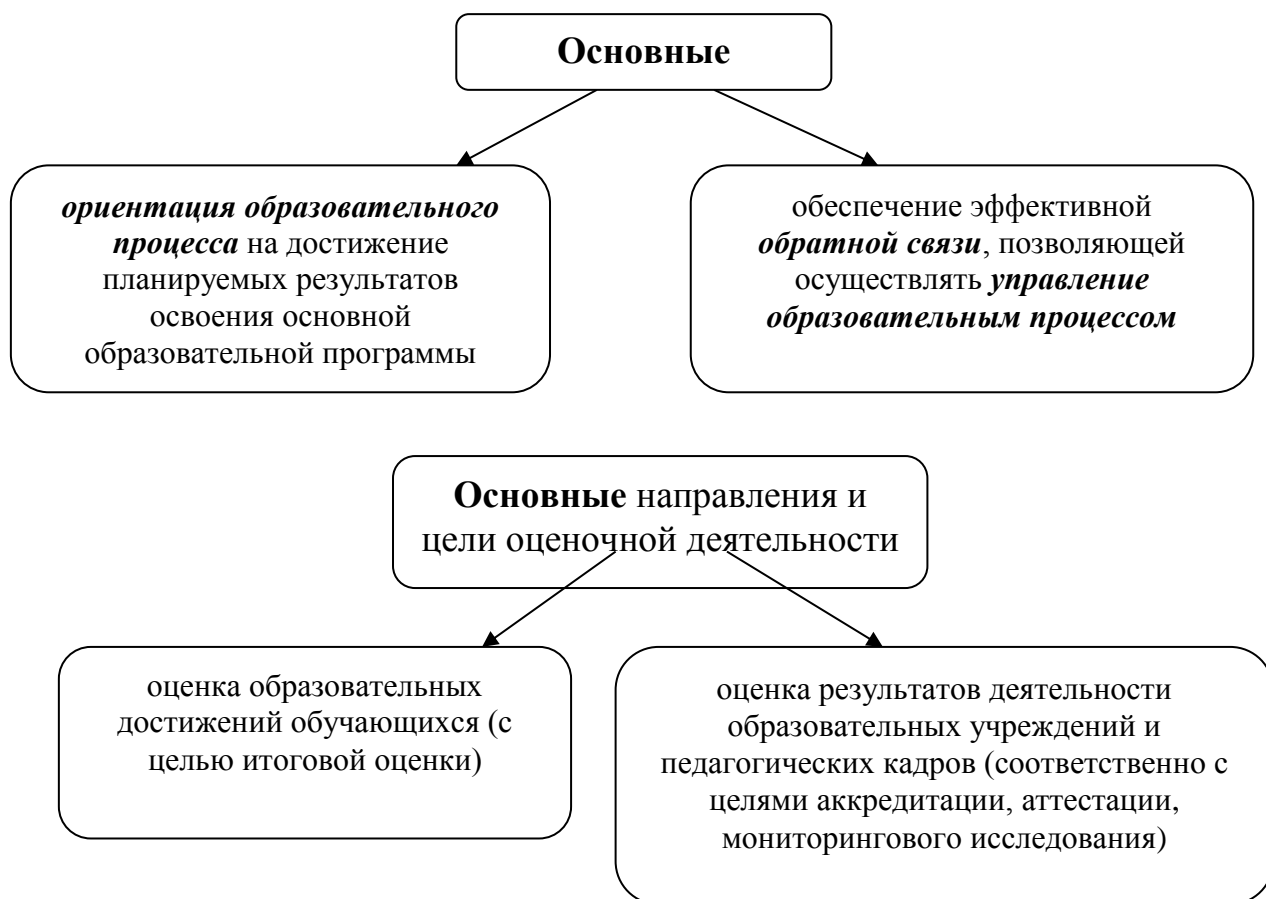 Основные
ориентация образовательного
процесса на достижение
планируемых результатов
освоения основной
образовательной программы
обеспечение эффективной
обратной связи, позволяющей
осуществлять управление
образовательным процессом
Основные направления и
цели оценочной деятельности
оценка образовательных
достижений обучающихся (с
целью итоговой оценки)
оценка результатов деятельности
образовательных учреждений и
педагогических кадров (соответственно с
целями аккредитации, аттестации,
мониторингового исследования)